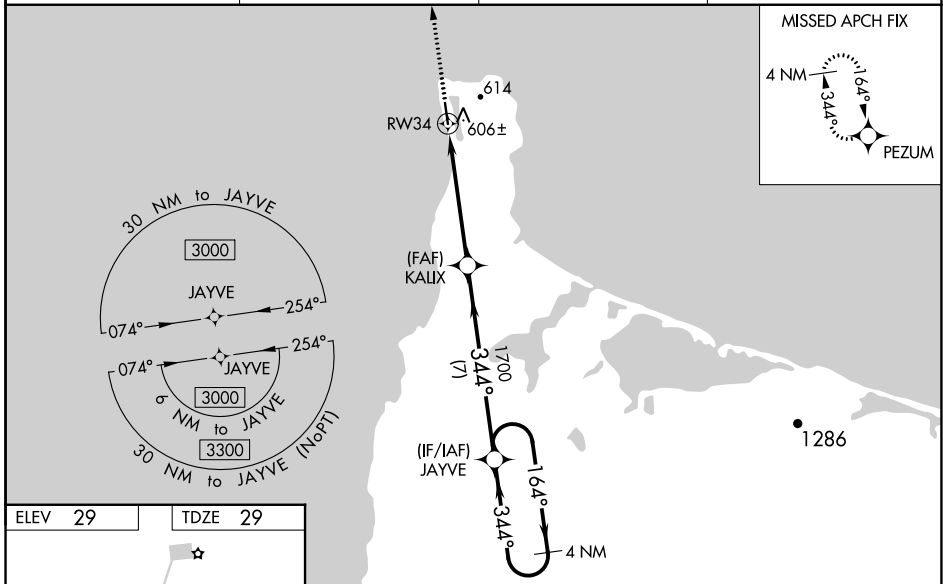 MISSED APCH FIX
4 NM
164°
344°
PEZUM
614
RW34
606±
30 NM to JAYVE
3000
JAYVE
074°
254°
074°
254°
JAYVE
3000
6 NM to JAYVE
3300
30 NM to JAYVE (NoPT)
(FAF)
KALIX
1700
344°
(7)
(IF/IAF)
JAYVE
164°
344°
4 NM
1286
ELEV 29
TDZE 29